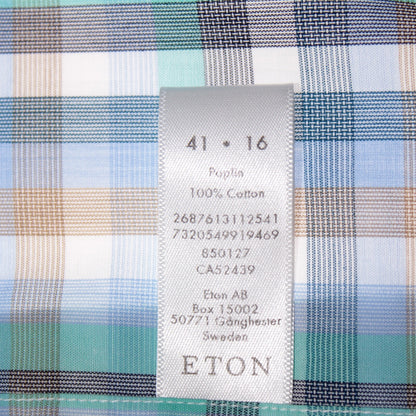 41 • 16
Poplin
100% Cotton
2687613112541
7320549919469
850127
CA52439
Eton AB
Box 15002
50771 Gånghester
Sweden
ETON